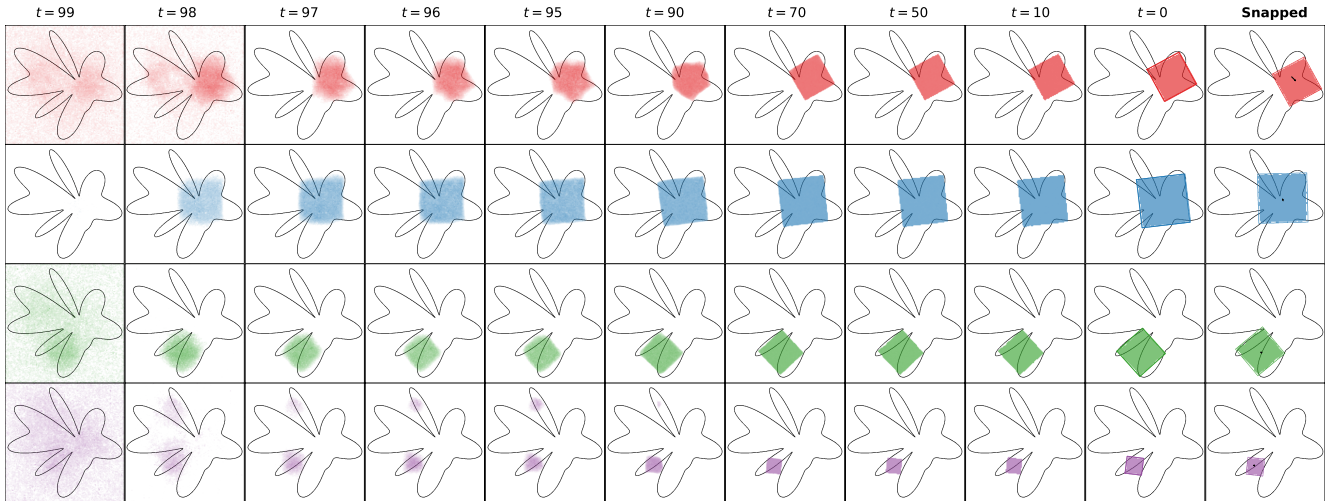 t = 99 t = 98 t = 97 t = 96 t = 95 t = 90 t = 70 t = 50 t = 10 t = 0 Snapped